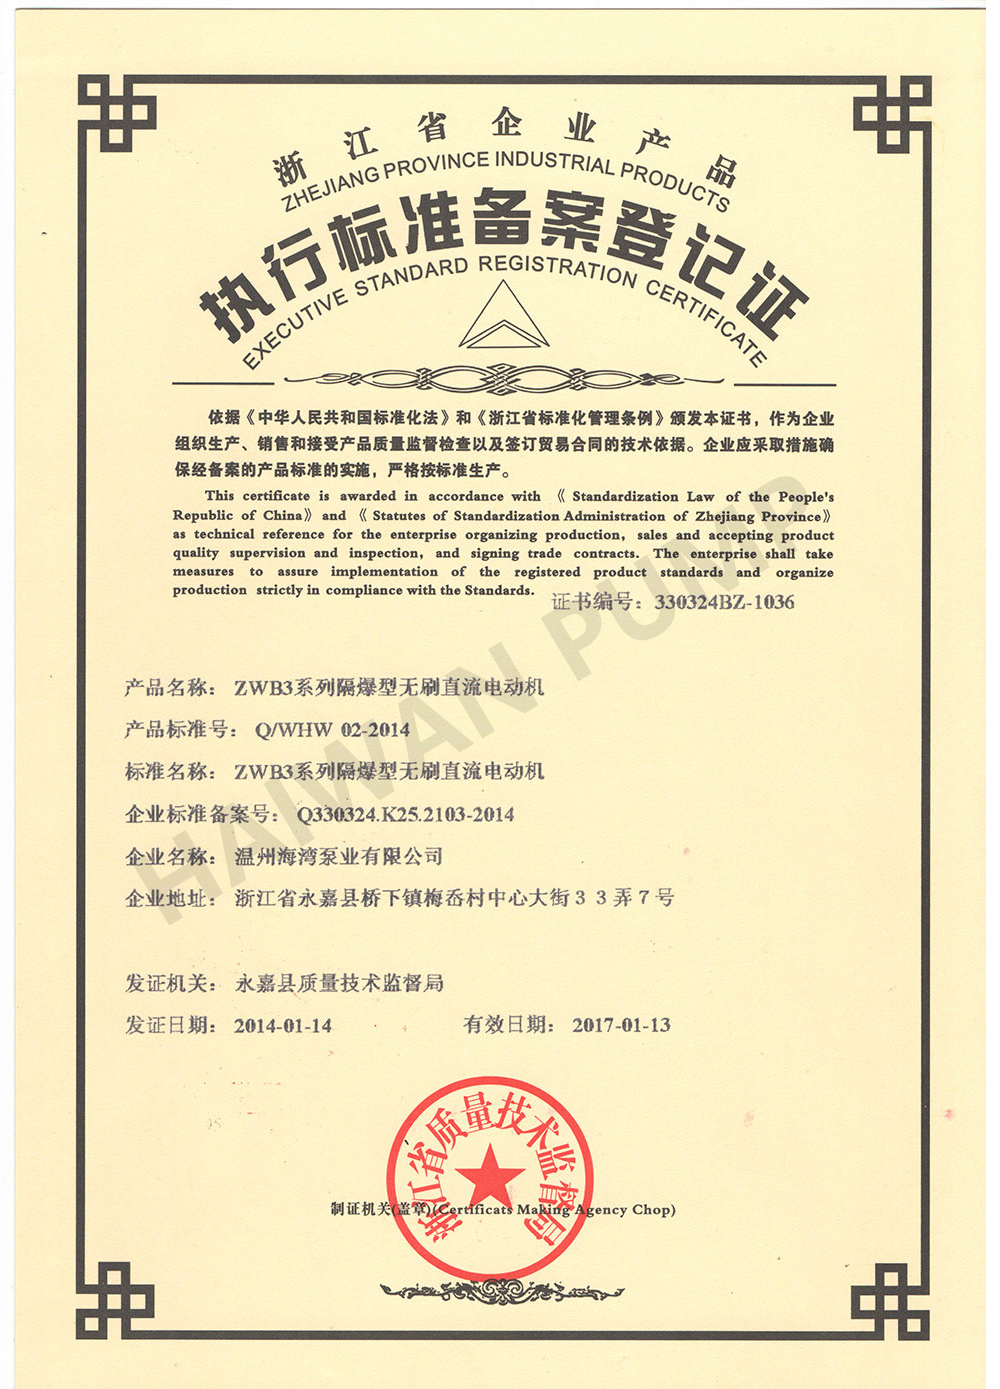 浙江省企业产品
ZHEJIANG PROVINCE INDUSTRIAL PRODUCTS
执行标准备案登记证
EXECUTIVE STANDARD REGISTRATION CERTIFICATE
依据《中华人民共和国标准化法》和《浙江省标准化管理条例》颁发本证书，作为企业
组织生产、销售和接受产品质量监督检查以及签订贸易合同的技术依据。企业应采取措施确
保经备案的产品标准的实施，严格按标准生产。
This certificate is awarded in accordance with 《 Standardization Law of the People's
Republic of China》 and 《 Statutes of Standardization Administration of Zhejiang Province》
as technical reference for the enterprise organizing production, sales and accepting product
quality supervision and inspection, and signing trade contracts. The enterprise shall take
measures to assure implementation of the registered product standards and organize
production strictly in compliance with the Standards.
证书编号：330324BZ-1036
产品名称： ZWB3系列隔爆型无刷直流电动机
产品标准号： Q/WHW 02-2014
标准名称： ZWB3系列隔爆型无刷直流电动机
企业标准备案号： Q330324.K25.2103-2014
企业名称： 温州海湾泵业有限公司
企业地址： 浙江省永嘉县桥下镇梅岙村中心大街３３弄７号
发证机关： 永嘉县质量技术监督局
发证日期： 2014-01-14 有效日期： 2017-01-13
浙江省质量技术监督局
制证机关(盖章)(Certificats Making Agency Chop)
HAIWAN PUMP